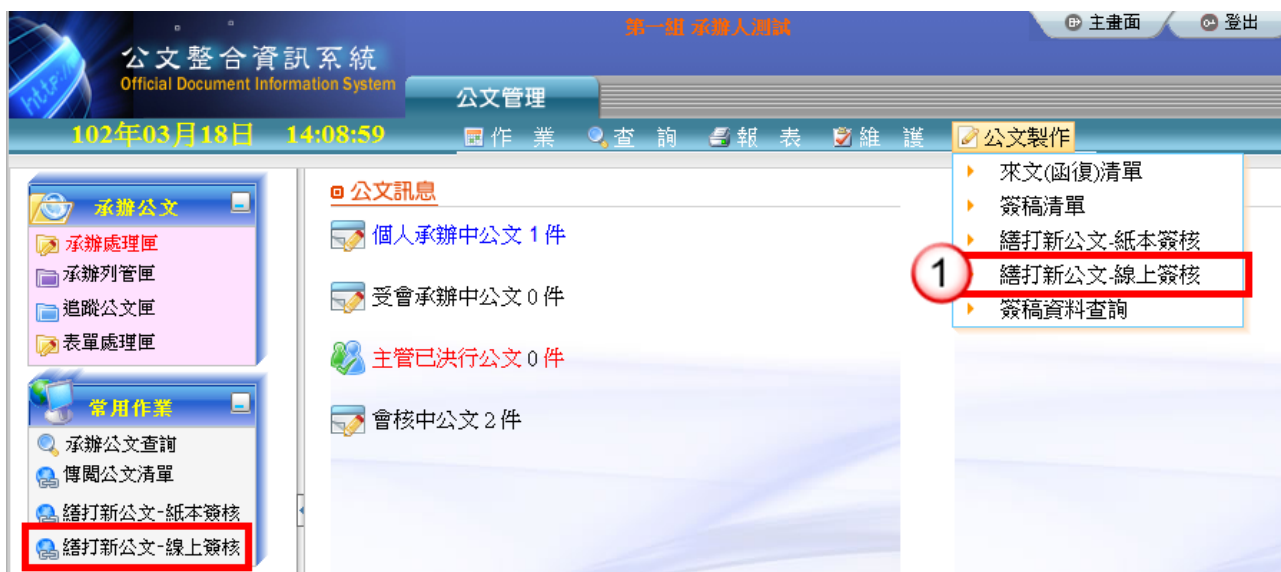 第一組 承辦人測試
主畫面
登出
公文整合資訊系統
Official Document Information System
http://
公文管理
102年03月18日 14:08:59
作 業
查 詢
報 表
維 護
公文製作
來文(函復)清單
簽稿清單
繕打新公文-紙本簽核
1
繕打新公文-線上簽核
簽稿資料查詢
承辦公文
承辦處理匣
承辦列管匣
追蹤公文匣
表單處理匣
常用作業
承辦公文查詢
傳閱公文清單
繕打新公文-紙本簽核
繕打新公文-線上簽核
公文訊息
個人承辦中公文 1 件
受會承辦中公文 0 件
主管已決行公文 0 件
會核中公文 2 件